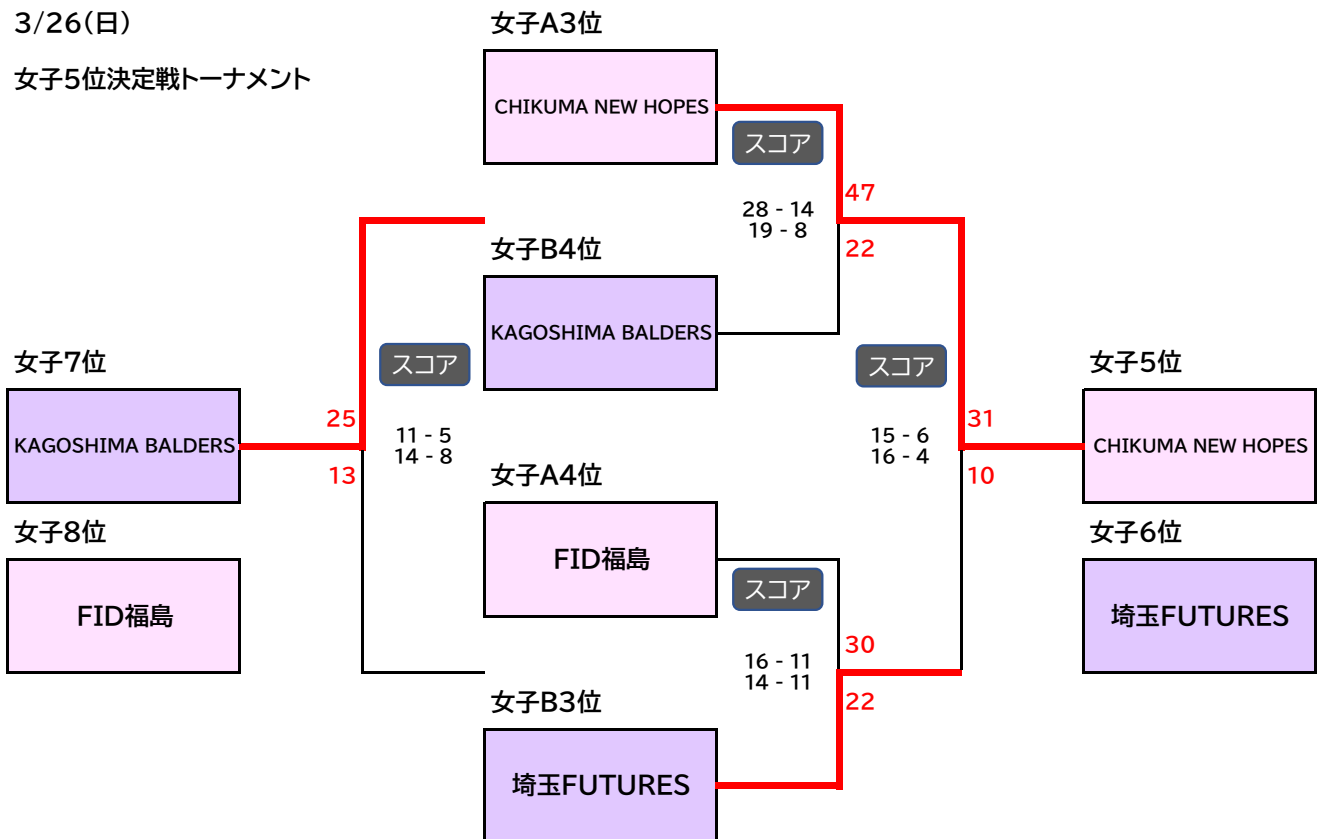 3/26(日)
女子5位決定戦トーナメント
女子A3位
CHIKUMA NEW HOPES
スコア
28 - 14
19 - 8
47
22
女子B4位
KAGOSHIMA BALDERS
女子7位
KAGOSHIMA BALDERS
25
13
スコア
11 - 5
14 - 8
スコア
15 - 6
16 - 4
31
10
女子5位
CHIKUMA NEW HOPES
女子8位
FID福島
女子A4位
FID福島
スコア
16 - 11
14 - 11
30
22
女子6位
埼玉FUTURES
女子B3位
埼玉FUTURES